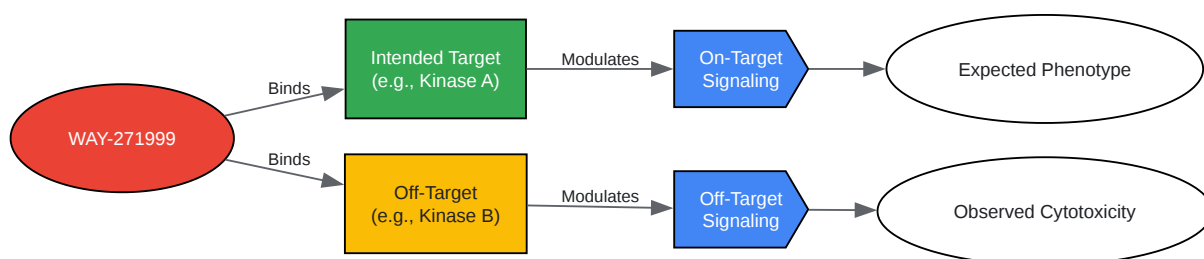 WAY-271999
Binds
Intended Target
(e.g., Kinase A)
Modulates
On-Target
Signaling
Expected Phenotype
Binds
Off-Target
(e.g., Kinase B)
Modulates
Off-Target
Signaling
Observed Cytotoxicity